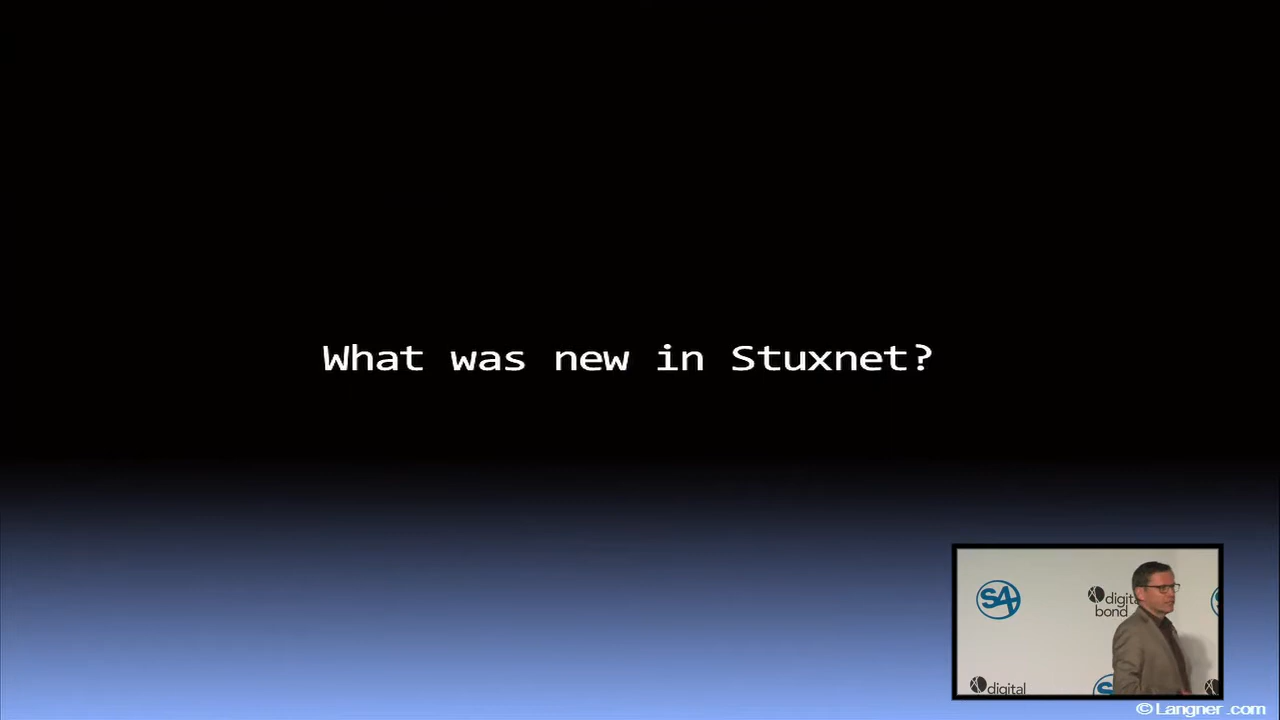 What was new in Stuxnet?
S4
digital
bond
digital
© Langner.com